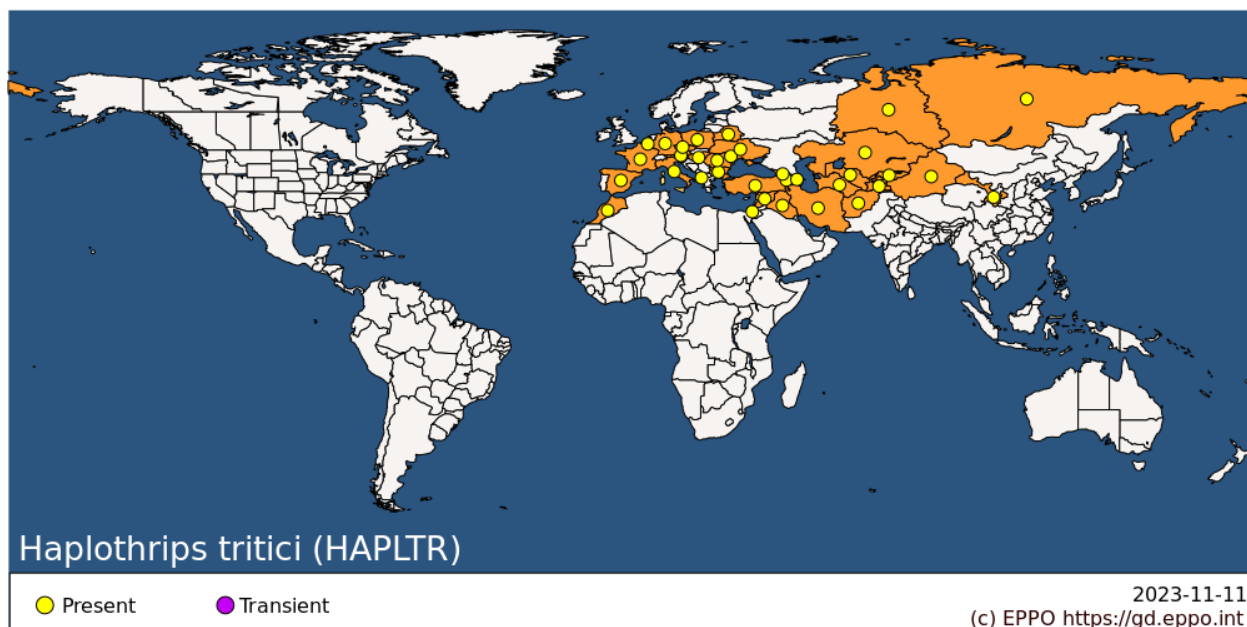 Haplothrips tritici (HAPLTR)
Present
Transient
2023-11-11
(c) EPPO https://gd.eppo.int